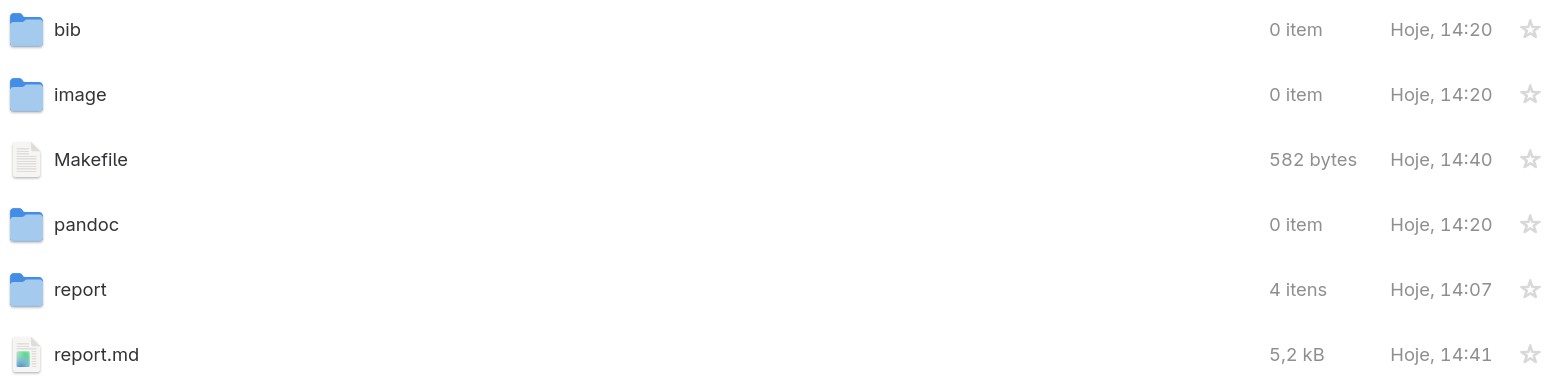 bib 0 item Hoje, 14:20
image 0 item Hoje, 14:20
Makefile 582 bytes Hoje, 14:40
pandoc 0 item Hoje, 14:20
report 4 itens Hoje, 14:07
report.md 5,2 kB Hoje, 14:41